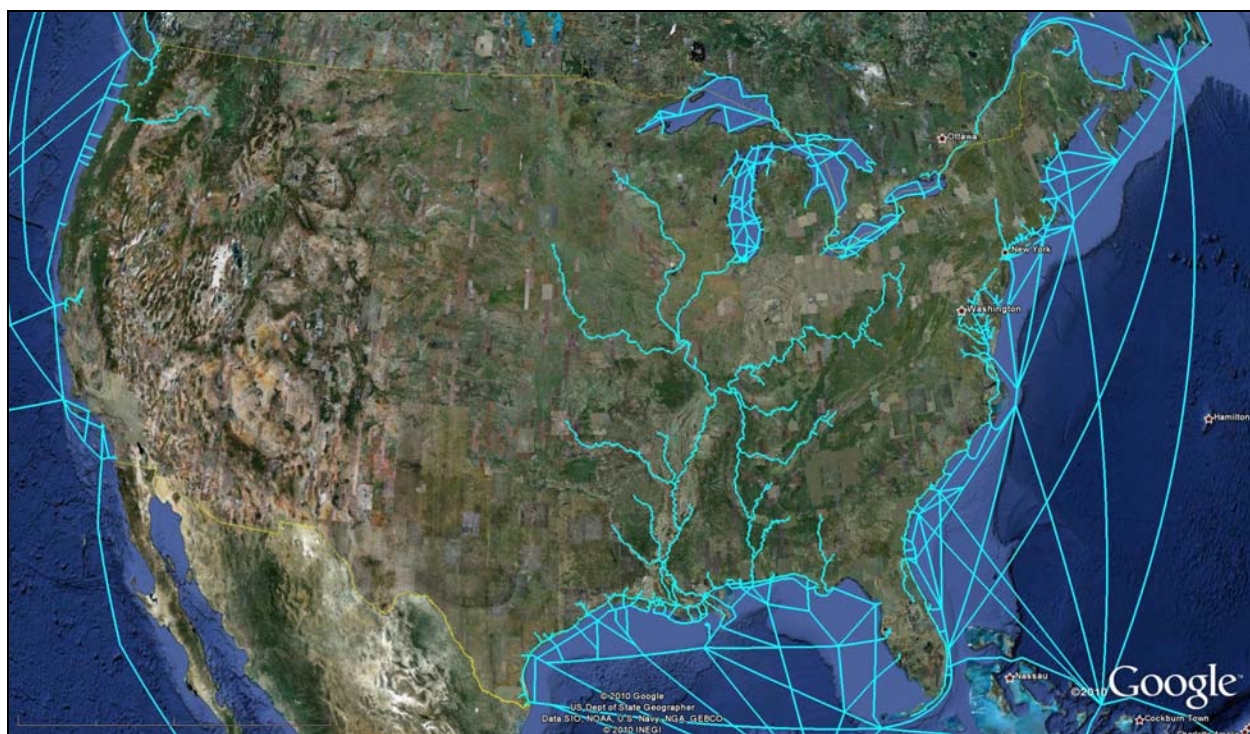 Ottawa
New York
Washington
Hamilton
Nassau
© 2010 Google
US Dept of State Geographer
Data SIO, NOAA, U.S. Navy, NGA, GEBCO
© 2010 INEGI
©2010 Google™
Cockburn Town